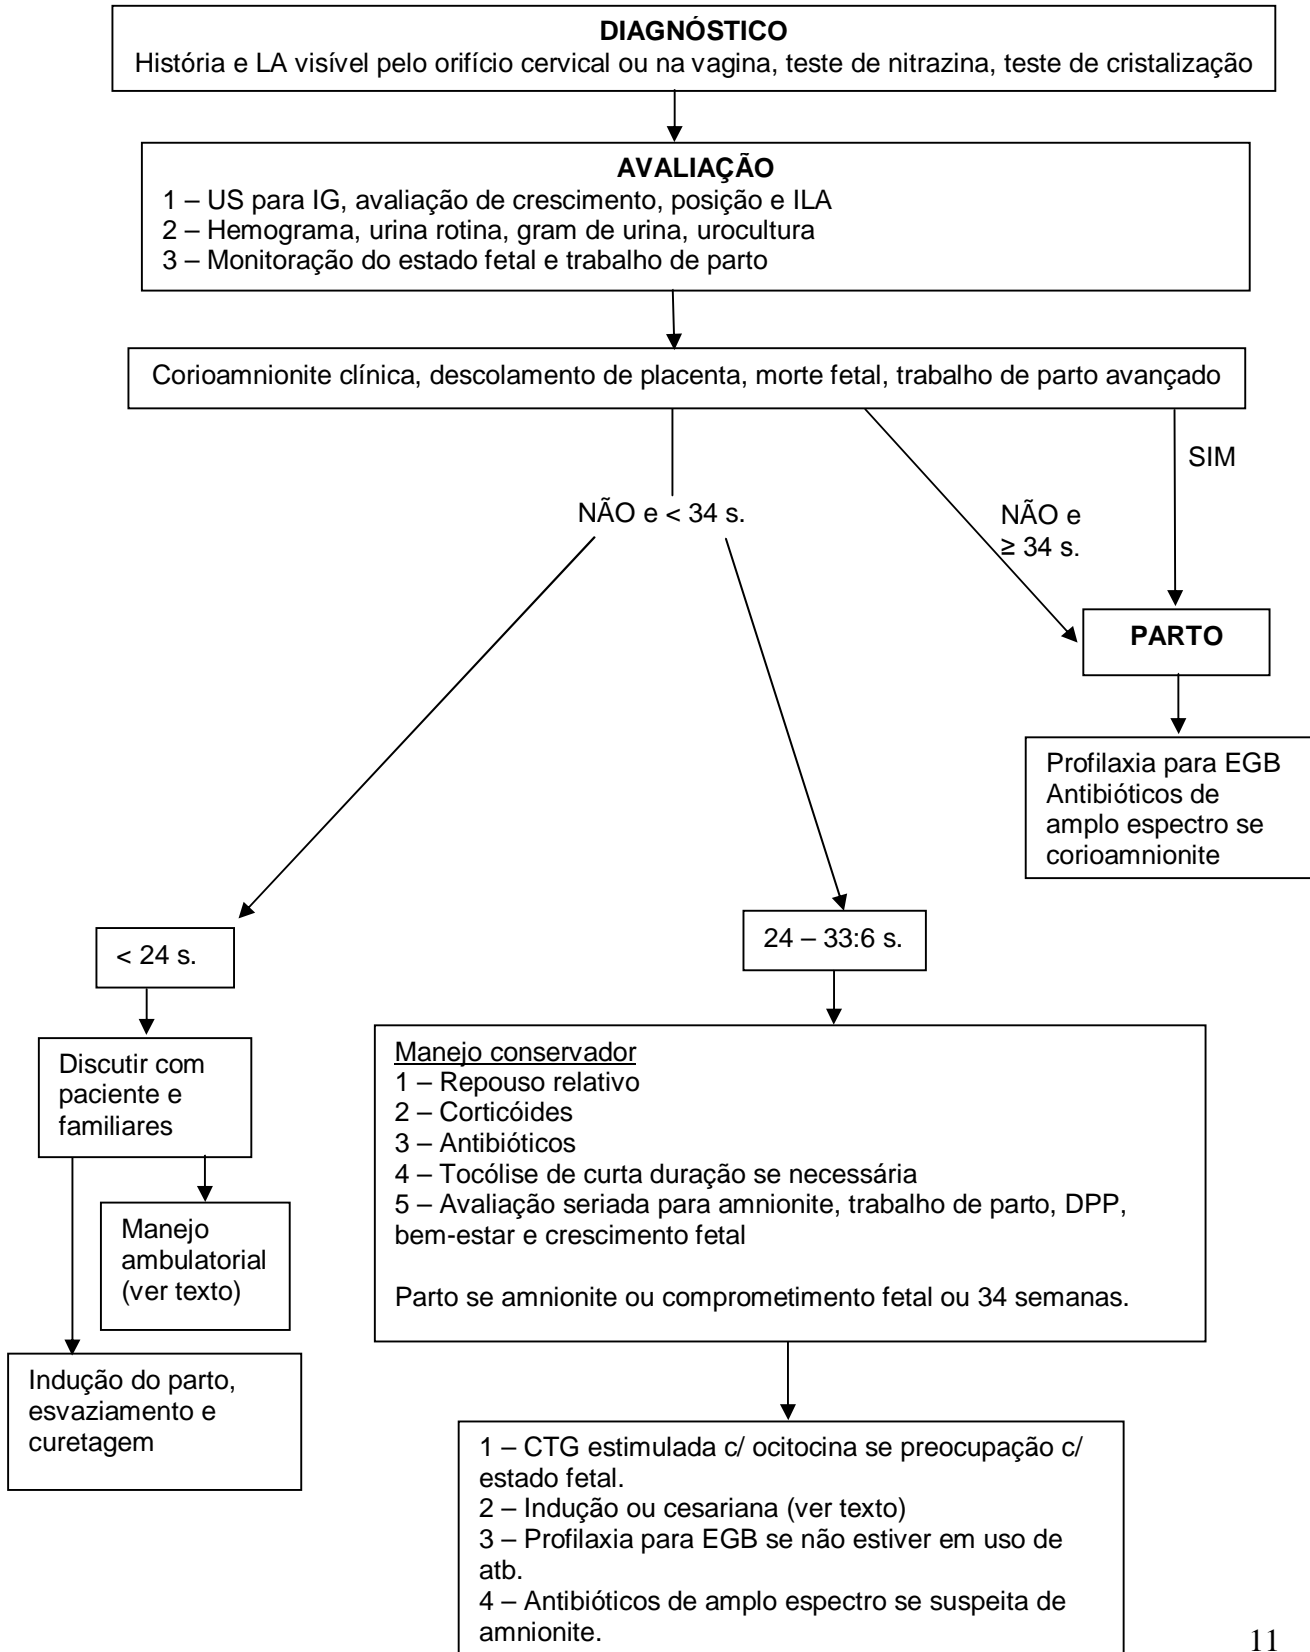 DIAGNÓSTICO
História e LA visível pelo orifício cervical ou na vagina, teste de nitrazina, teste de cristalização
AVALIAÇÃO
1 – US para IG, avaliação de crescimento, posição e ILA
2 – Hemograma, urina rotina, gram de urina, urocultura
3 – Monitoração do estado fetal e trabalho de parto
Corioamnionite clínica, descolamento de placenta, morte fetal, trabalho de parto avançado
SIM
NÃO e < 34 s.
NÃO e
≥ 34 s.
PARTO
Profilaxia para EGB
Antibióticos de
amplo espectro se
corioamnionite
< 24 s.
24 – 33:6 s.
Discutir com
paciente e
familiares
Manejo
ambulatorial
(ver texto)
Indução do parto,
esvaziamento e
curetagem
Manejo conservador
1 – Repouso relativo
2 – Corticóides
3 – Antibióticos
4 – Tocólise de curta duração se necessária
5 – Avaliação seriada para amnionite, trabalho de parto, DPP,
bem-estar e crescimento fetal
Parto se amnionite ou comprometimento fetal ou 34 semanas.
1 – CTG estimulada c/ ocitocina se preocupação c/
estado fetal.
2 – Indução ou cesariana (ver texto)
3 – Profilaxia para EGB se não estiver em uso de
atb.
4 – Antibióticos de amplo espectro se suspeita de
amnionite.
11